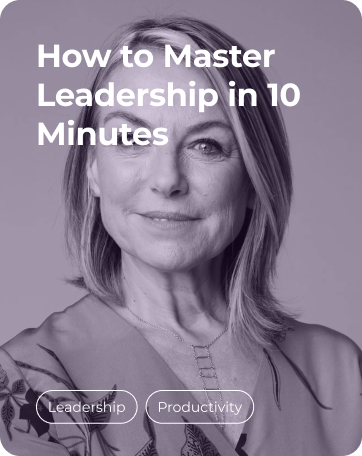 How to Master
Leadership in 10
Minutes
Leadership
Productivity